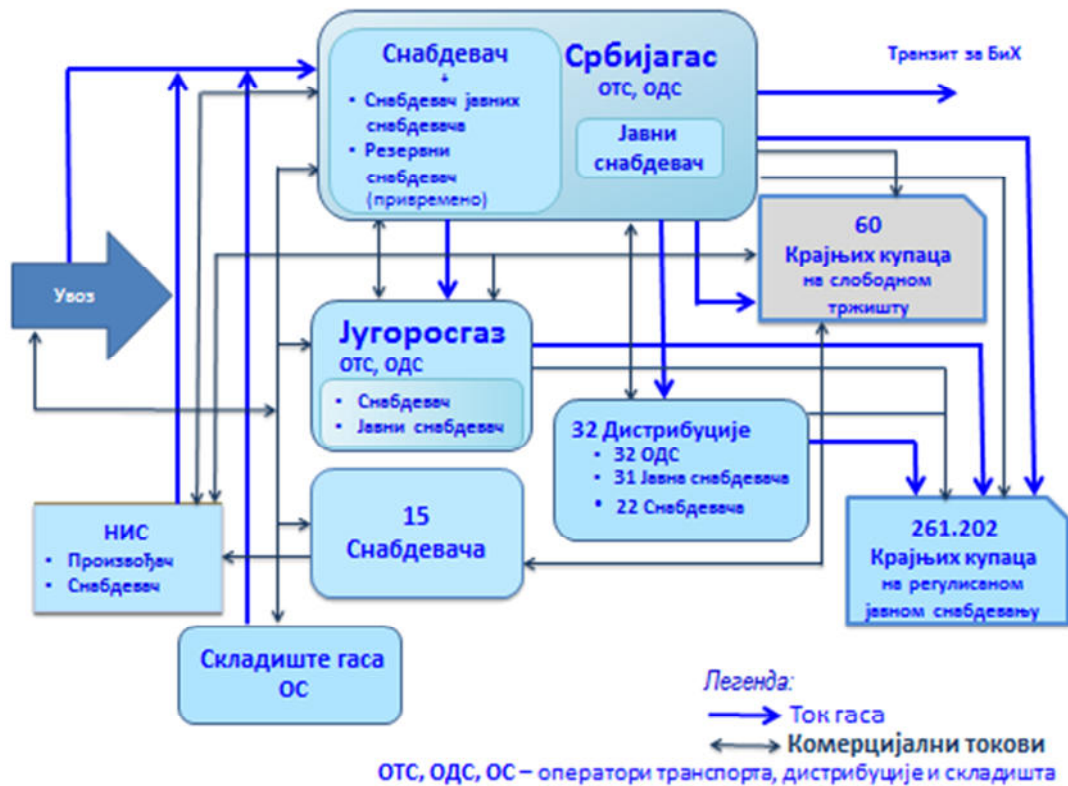 Снабдевач
+
• Снабдевач јавних
снабдевача
• Резервни
снабдевач
(привремено)
Србијагас
ОТС, ОДС
Јавни
снабдевач
Транзит за БиХ
60
Крајњих купаца
на слободном
тржишту
Увоз
Југоросгаз
ОТС, ОДС
• Снабдевач
• Јавни снабдевач
32 Дистрибуције
• 32 ОДС
• 31 Јавна снабдевача
• 22 Снабдевача
15
Снабдевача
НИС
• Произвођач
• Снабдевач
261.202
Крајњих купаца
на регулисаном
јавном снабдевању
Складиште гаса
ОС
Легенда:
Ток гаса
Комерцијални токови
ОТС, ОДС, ОС – оператори транспорта, дистрибуције и складишта